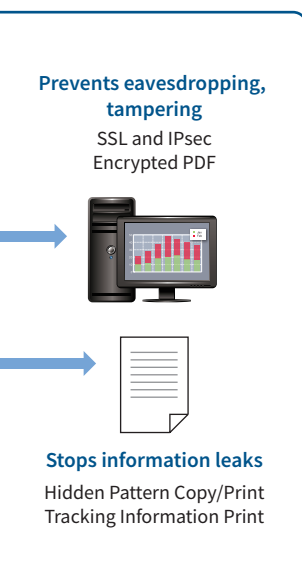 Prevents eavesdropping,
tampering
SSL and IPsec
Encrypted PDF
Stops information leaks
Hidden Pattern Copy/Print
Tracking Information Print